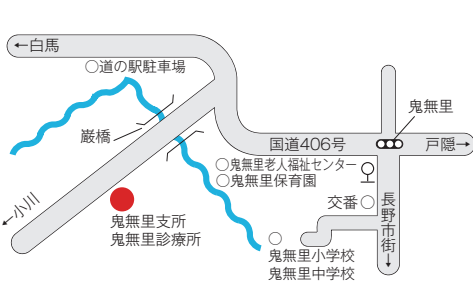 ←白馬
○道の駅駐車場
鬼無里
巌橋
国道406号
戸隠→
○鬼無里老人福祉センター
○鬼無里保育園
←小川
交番○
長野市街→
鬼無里支所
鬼無里診療所
○
鬼無里小学校
鬼無里中学校